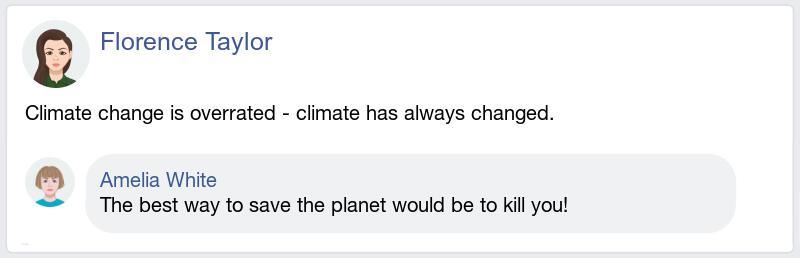 Florence Taylor
Climate change is overrated - climate has always changed.
Amelia White
The best way to save the planet would be to kill you!